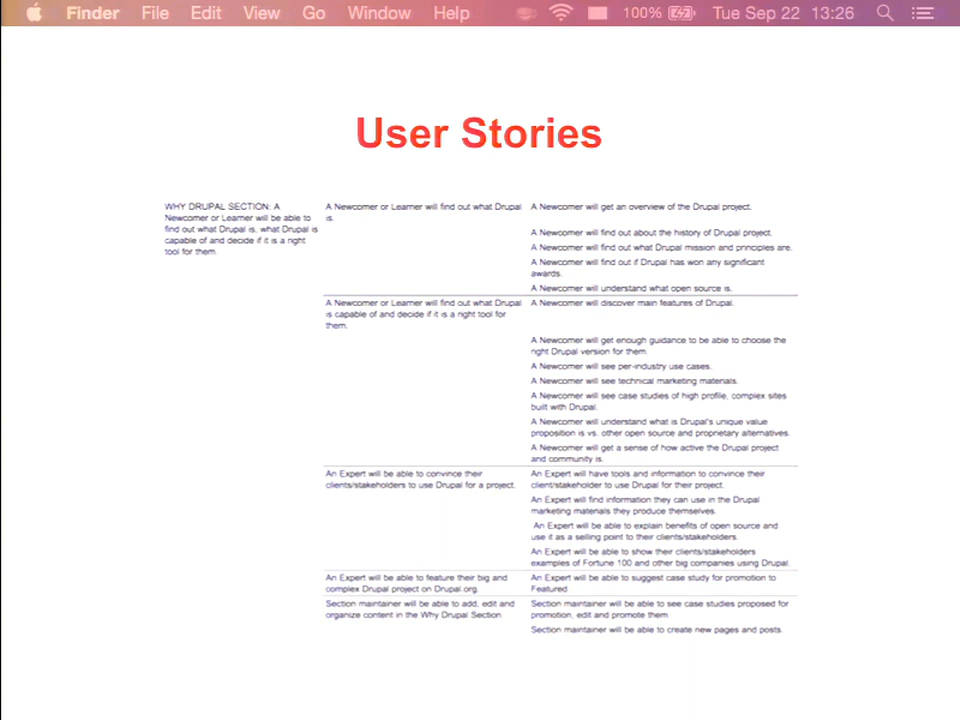 Finder File Edit View Go Window Help 100% Tue Sep 22 13:26
User Stories
WHY DRUPAL SECTION: A
Newcomer or Learner will be able to
find out what Drupal is, what Drupal is
capable of and decide if it is a right
tool for them.
A Newcomer or Learner will find out what Drupal
is.
A Newcomer will get an overview of the Drupal project.
A Newcomer will find out about the history of Drupal project.
A Newcomer will find out what Drupal mission and principles are.
A Newcomer will find out if Drupal has won any significant
awards.
A Newcomer will understand what open source is.
A Newcomer or Learner will find out what Drupal
is capable of and decide if it is a right tool for
them.
A Newcomer will discover main features of Drupal.
A Newcomer will get enough guidance to be able to choose the
right Drupal version for them.
A Newcomer will see per-industry use cases.
A Newcomer will see technical marketing materials.
A Newcomer will see case studies of high profile, complex sites
built with Drupal.
A Newcomer will understand what is Drupal's unique value
proposition is vs. other open source and proprietary alternatives.
A Newcomer will get a sense of how active the Drupal project
and community is.
An Expert will be able to convince their
clients/stakeholders to use Drupal for a project.
An Expert will have tools and information to convince their
client/stakeholder to use Drupal for their project.
An Expert will find information they can use in the Drupal
marketing materials they produce themselves.
An Expert will be able to explain benefits of open source and
use it as a selling point to their clients/stakeholders.
An Expert will be able to show their clients/stakeholders
examples of Fortune 100 and other big companies using Drupal.
An Expert will be able to feature their big and
complex Drupal project on Drupal.org.
An Expert will be able to suggest case study for promotion to
Featured
Section maintainer will be able to add, edit and
organize content in the Why Drupal Section
Section maintainer will be able to see case studies proposed for
promotion, edit and promote them
Section maintainer will be able to create new pages and posts